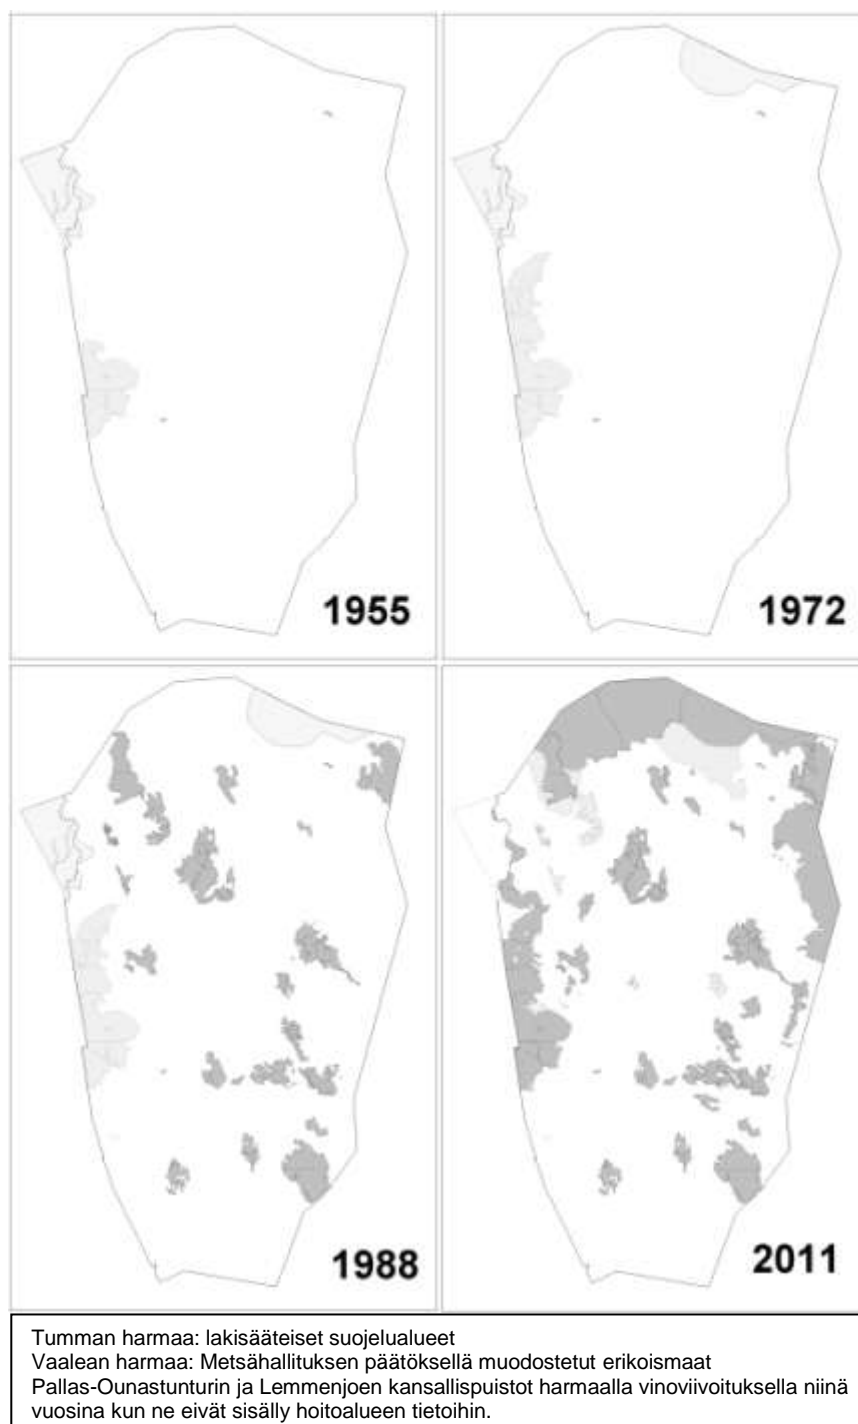 1955
1972
1988
2011
Tumman harmaa: lakisääteiset suojelualueet
Vaalean harmaa: Metsähallituksen päätöksellä muodostetut erikoismaat
Pallas-Ounastunturin ja Lemmenjoen kansallispuistot harmaalla vinoviivoituksella niinä
vuosina kun ne eivät sisälly hoitoalueen tietoihin.